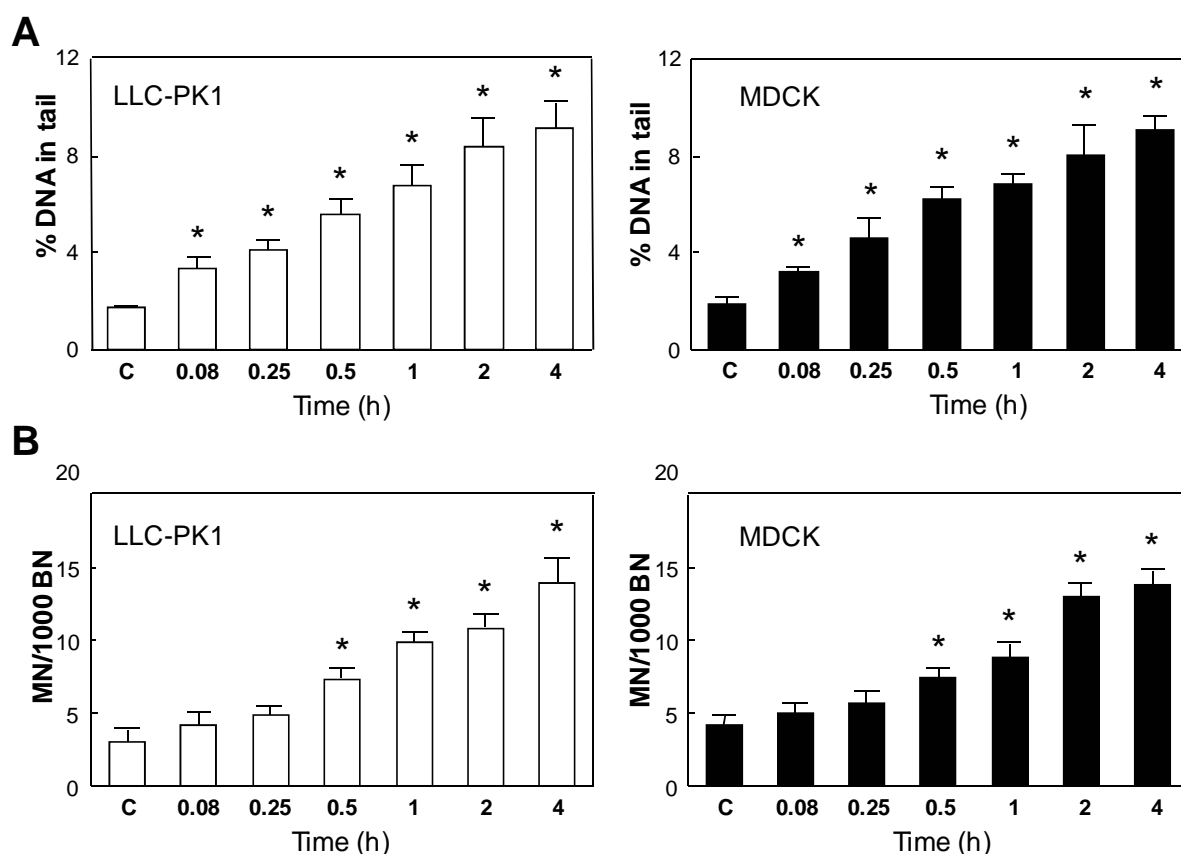 A
12
8
4
0
% DNA in tail
LLC-PK1
* * * * * *
C 0.08 0.25 0.5 1 2 4
Time (h)
12
8
4
0
% DNA in tail
MDCK
* * * * * *
C 0.08 0.25 0.5 1 2 4
Time (h)
B
20
15
10
5
0
MN/1000 BN
LLC-PK1
* * * *
C 0.08 0.25 0.5 1 2 4
Time (h)
20
15
10
5
0
MN/1000 BN
MDCK
* * * *
C 0.08 0.25 0.5 1 2 4
Time (h)